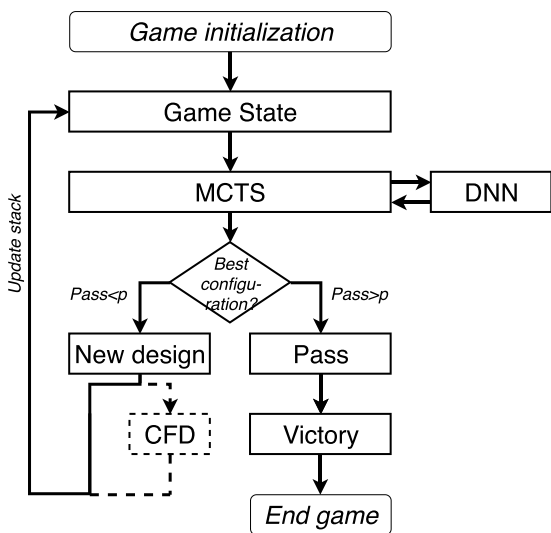 Game initialization
Game State
MCTS
DNN
Update stack
Best
configu-
ration?
Pass<p
Pass>p
New design
Pass
CFD
Victory
End game